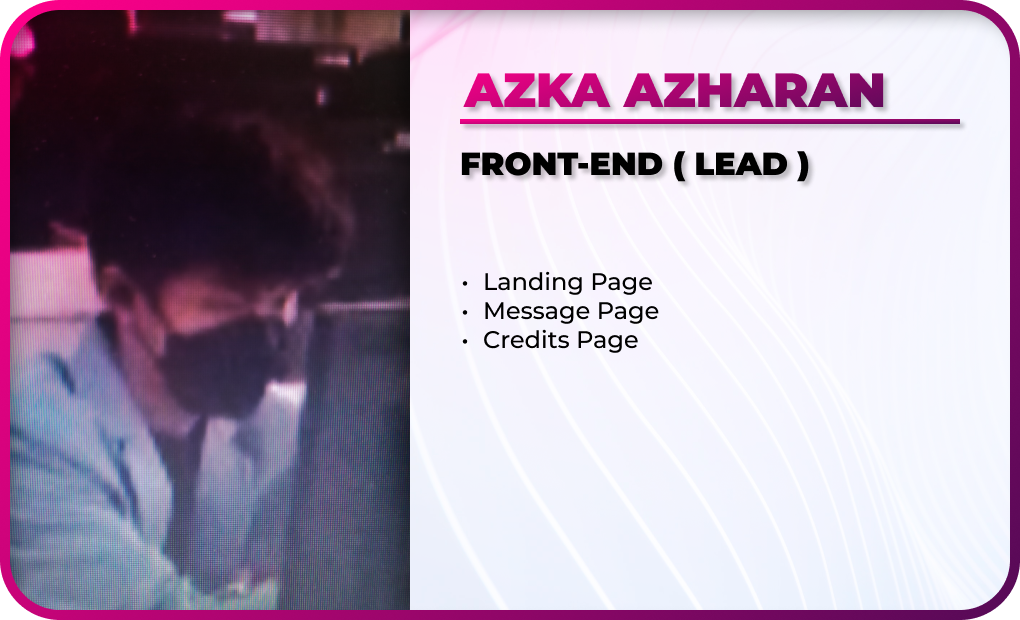 AZKA AZHARAN
FRONT-END ( LEAD )
• Landing Page
• Message Page
• Credits Page